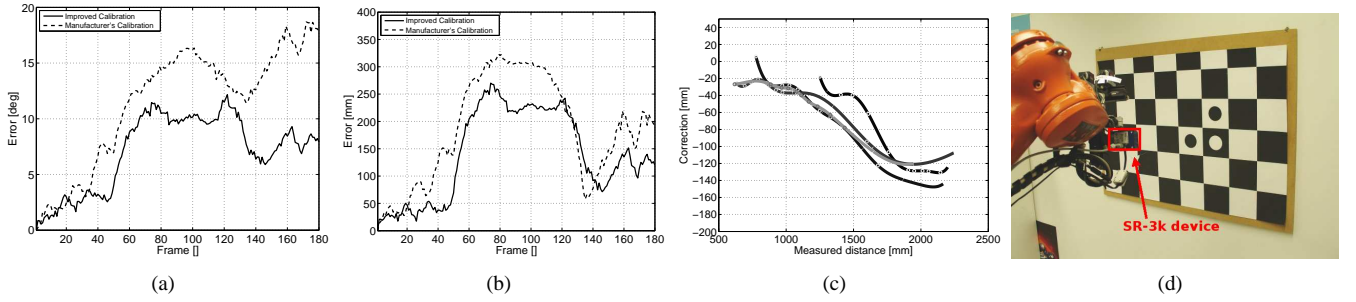 Improved Calibration
Manufacturer's Calibration
Error [deg]
20
15
10
5
0
20 40 60 80 100 120 140 160 180
Frame []
(a)
Improved Calibration
Manufacturer's Calibration
Error [mm]
400
350
300
250
200
150
100
50
0
20 40 60 80 100 120 140 160 180
Frame []
(b)
Correction [mm]
40
20
0
−20
−40
−60
−80
−100
−120
−140
−160
−180
−200
500 1000 1500 2000 2500
Measured distance [mm]
(c)
SR-3k device
(d)